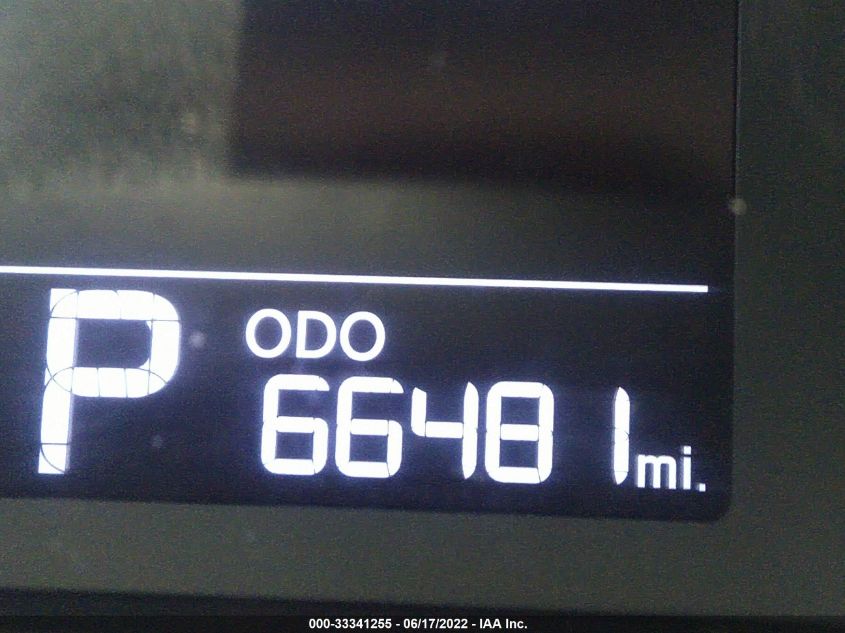 P
ODO
66481 mi.
000-33341255 - 06/17/2022 - IAA Inc.